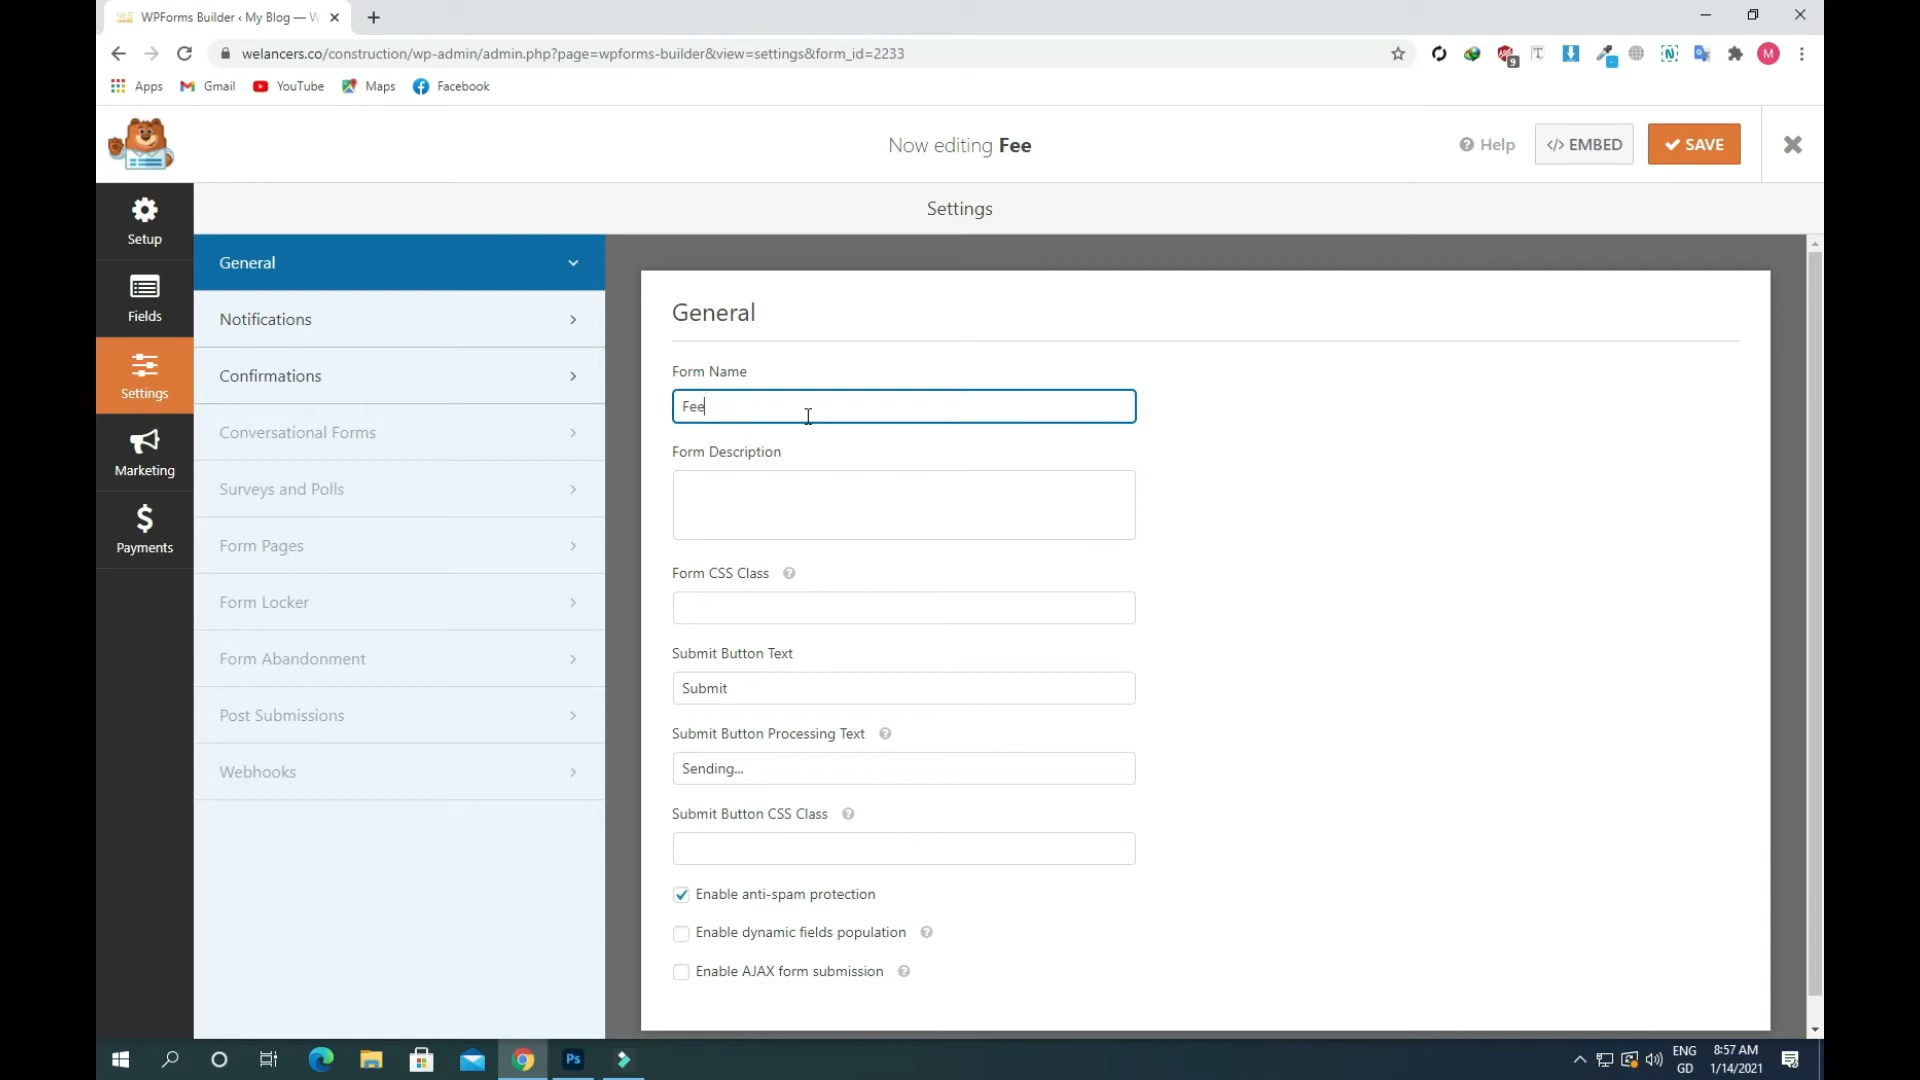 WPForms Builder ‹ My Blog — W
welancers.co/construction/wp-admin/admin.php?page=wpforms-builder&view=settings&form_id=2233
9
M
Apps
Gmail
YouTube
Maps
Facebook
Now editing Fee
Help
</> EMBED
SAVE
Settings
Setup
Fields
Settings
Marketing
Payments
General
Notifications
Confirmations
Conversational Forms
Surveys and Polls
Form Pages
Form Locker
Form Abandonment
Post Submissions
Webhooks
General
Form Name
Fee
Form Description
Form CSS Class
Submit Button Text
Submit
Submit Button Processing Text
Sending...
Submit Button CSS Class
Enable anti-spam protection
Enable dynamic fields population
Enable AJAX form submission
Ps
ENG
GD
8:57 AM
1/14/2021